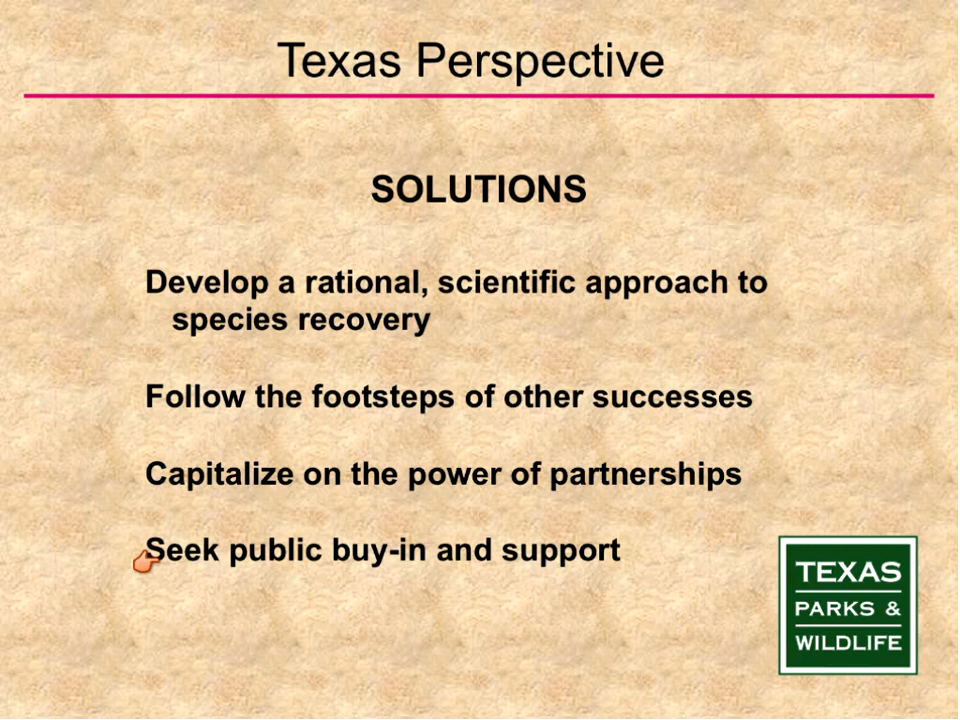 Texas Perspective
SOLUTIONS
Develop a rational, scientific approach to
species recovery
Follow the footsteps of other successes
Capitalize on the power of partnerships
Seek public buy-in and support
TEXAS
PARKS &
WILDLIFE